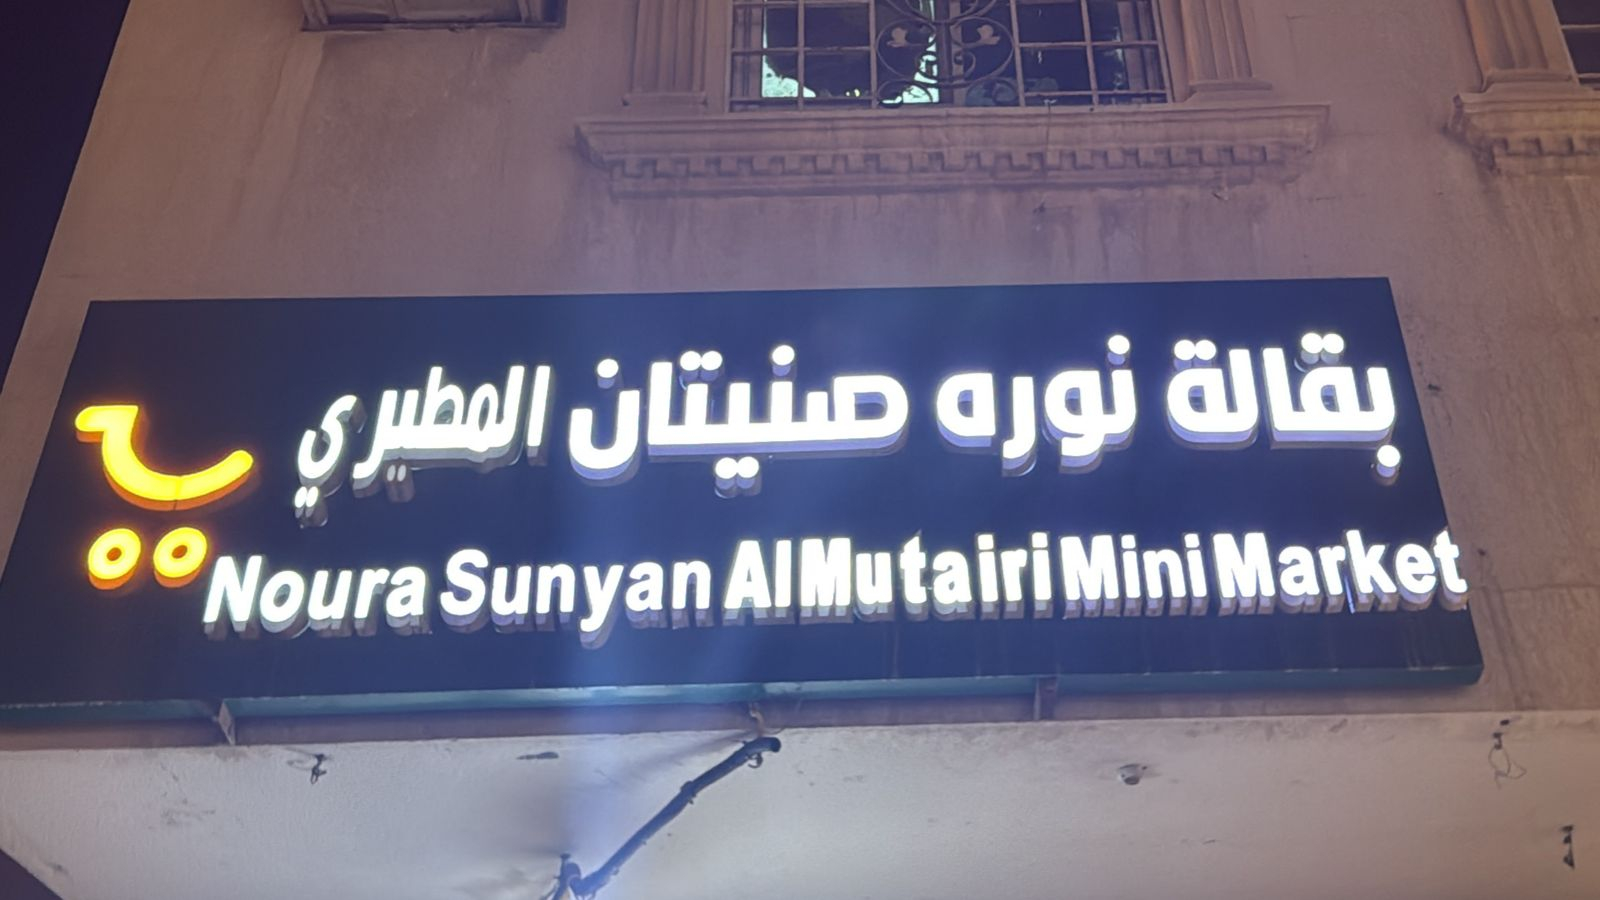 بقالة نوره صنيتان المطيري
Noura Sunyan AlMutairi Mini Market